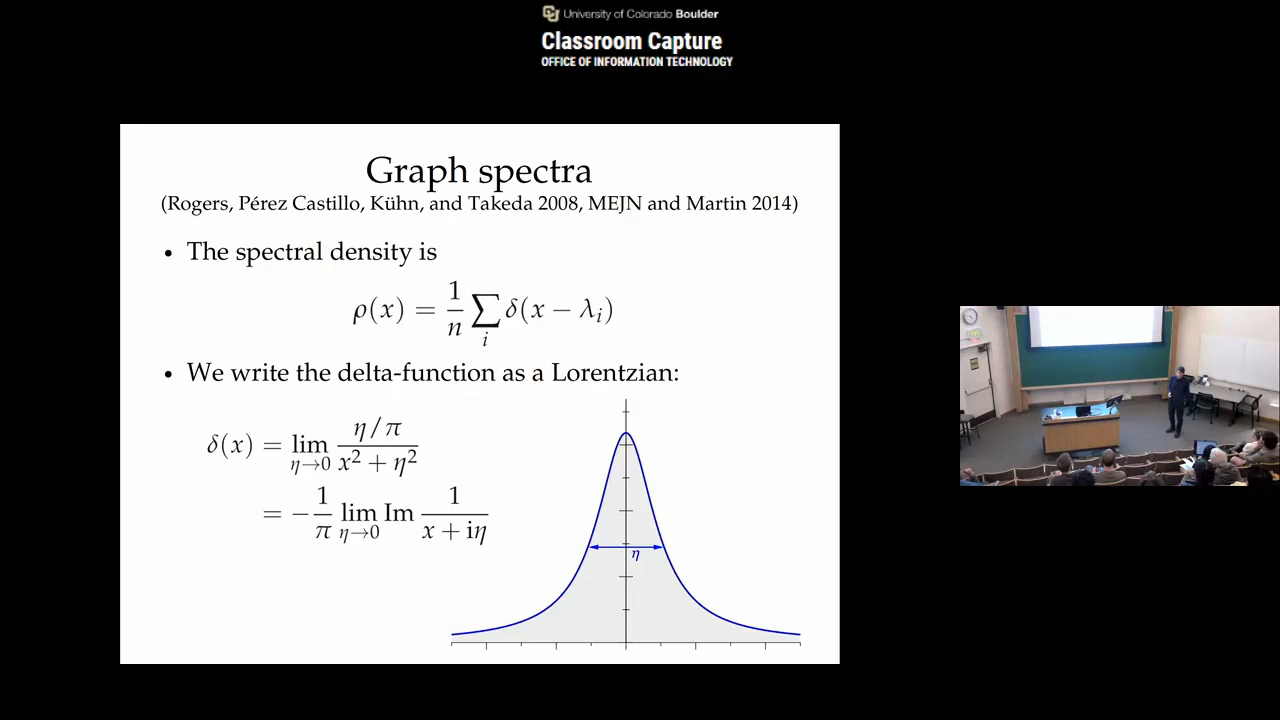 University of Colorado Boulder
Classroom Capture
OFFICE OF INFORMATION TECHNOLOGY
Graph spectra
(Rogers, Pérez Castillo, Kühn, and Takeda 2008, MEJN and Martin 2014)
• The spectral density is
ρ(x) = 1/n ∑_i δ(x − λ_i)
• We write the delta-function as a Lorentzian:
δ(x) = lim_{η→0} (η/π)/(x² + η²)
= −1/π lim_{η→0} Im 1/(x + iη)
η